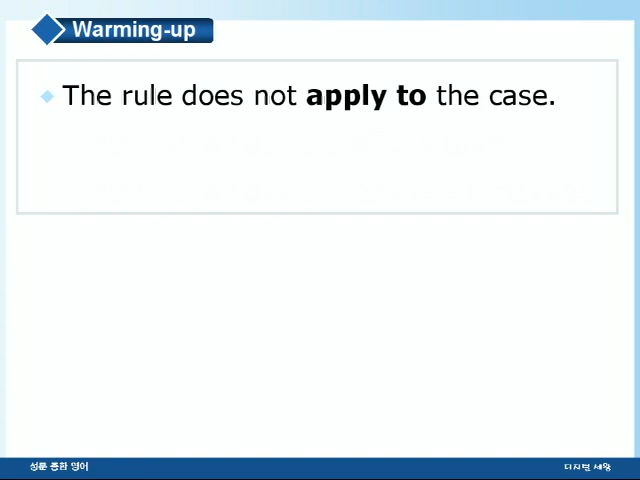 Warming-up
The rule does not apply to the case.
성문 종합 영어
디지털 세왕